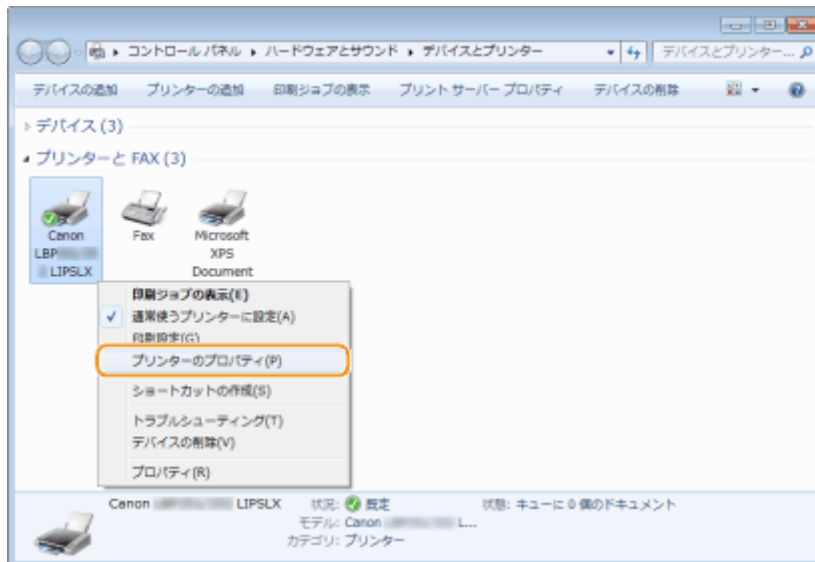 コントロール パネル ▸ ハードウェアとサウンド ▸ デバイスとプリンター
デバイスとプリンター...
デバイスの追加 プリンターの追加 印刷ジョブの表示 プリント サーバー プロパティ デバイスの削除
デバイス (3)
プリンターと FAX (3)
Canon
LBP
LIPSLX
Fax
Microsoft
XPS
Document
印刷ジョブの表示(E)
通常使うプリンターに設定(A)
印刷設定(G)
プリンターのプロパティ(P)
ショートカットの作成(S)
トラブルシューティング(T)
デバイスの削除(V)
プロパティ(R)
Canon LIPSLX 状況: 既定 状態: キューに 0 個のドキュメント
モデル: Canon L...
カテゴリ: プリンター